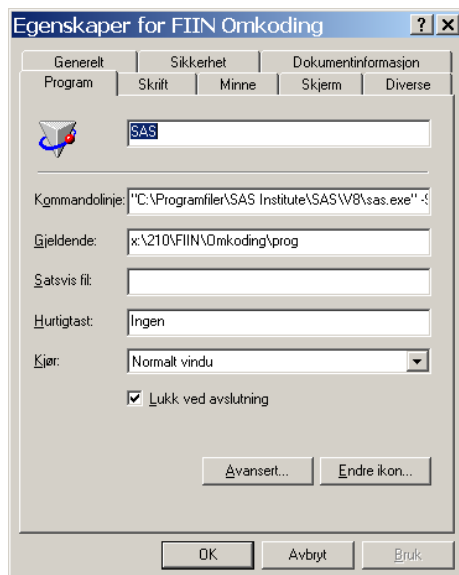 Egenskaper for FIIN Omkoding
Generelt Sikkerhet Dokumentinformasjon
Program Skrift Minne Skjerm Diverse
SAS
Kommandolinje: "C:\Programfiler\SAS Institute\SAS\V8\sas.exe" -S
Gjeldende: x:\210\FIIN\Omkoding\prog
Satsvis fil:
Hurtigtast: Ingen
Kjør: Normalt vindu
Lukk ved avslutning
Avansert... Endre ikon...
OK Avbryt Bruk